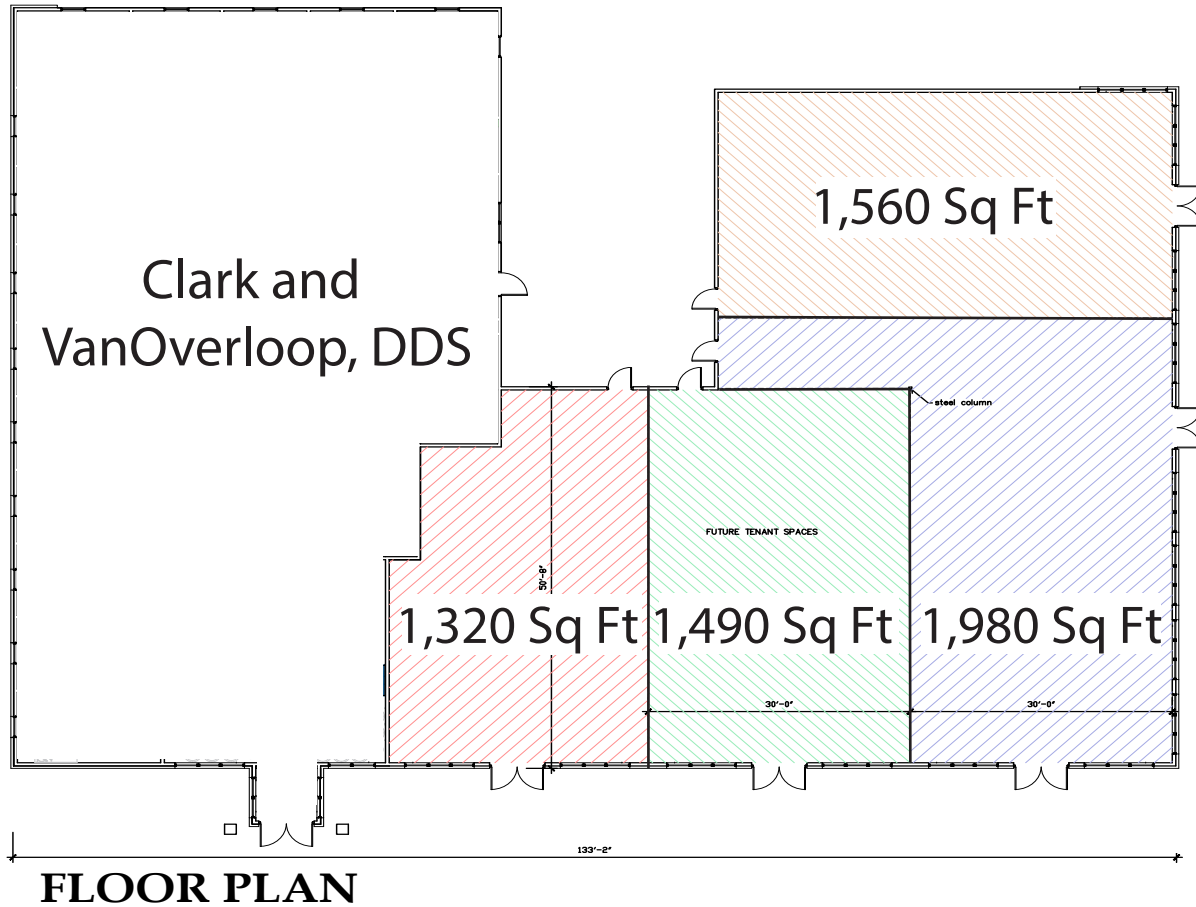 1,560 Sq Ft
Clark and
VanOverloop, DDS
steel column
FUTURE TENANT SPACES
50'-8"
1,320 Sq Ft
1,490 Sq Ft
1,980 Sq Ft
30'-0"
30'-0"
133'-2"
FLOOR PLAN